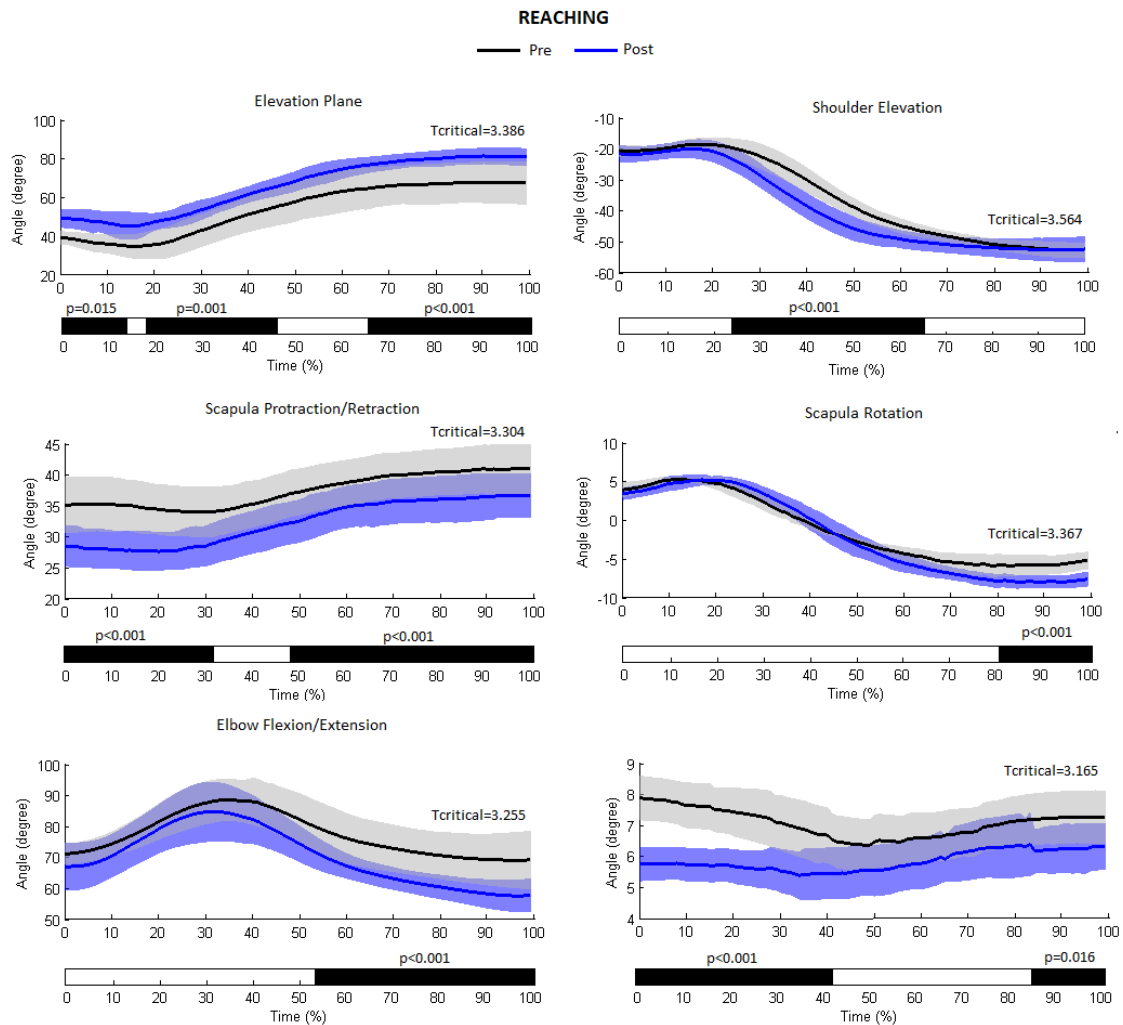 REACHING
Pre Post
Elevation Plane
Tcritical=3.386
Angle (degree)
100
80
60
40
20
0 10 20 30 40 50 60 70 80 90 100
p=0.015 p=0.001 p<0.001
0 10 20 30 40 50 60 70 80 90 100
Time (%)
Shoulder Elevation
Tcritical=3.564
Angle (degree)
-10
-20
-30
-40
-50
-60
0 10 20 30 40 50 60 70 80 90 100
p<0.001
0 10 20 30 40 50 60 70 80 90 100
Time (%)
Scapula Protraction/Retraction
Tcritical=3.304
Angle (degree)
45
40
35
30
25
20
0 10 20 30 40 50 60 70 80 90 100
p<0.001 p<0.001
0 10 20 30 40 50 60 70 80 90 100
Time (%)
Scapula Rotation
Tcritical=3.367
Angle (degree)
10
5
0
-5
-10
0 10 20 30 40 50 60 70 80 90 100
p<0.001
0 10 20 30 40 50 60 70 80 90 100
Time (%)
Elbow Flexion/Extension
Tcritical=3.255
Angle (degree)
100
90
80
70
60
50
0 10 20 30 40 50 60 70 80 90 100
p<0.001
0 10 20 30 40 50 60 70 80 90 100
Time (%)
Tcritical=3.165
Angle (degree)
9
8
7
6
5
4
0 10 20 30 40 50 60 70 80 90 100
p<0.001 p=0.016
0 10 20 30 40 50 60 70 80 90 100
Time (%)